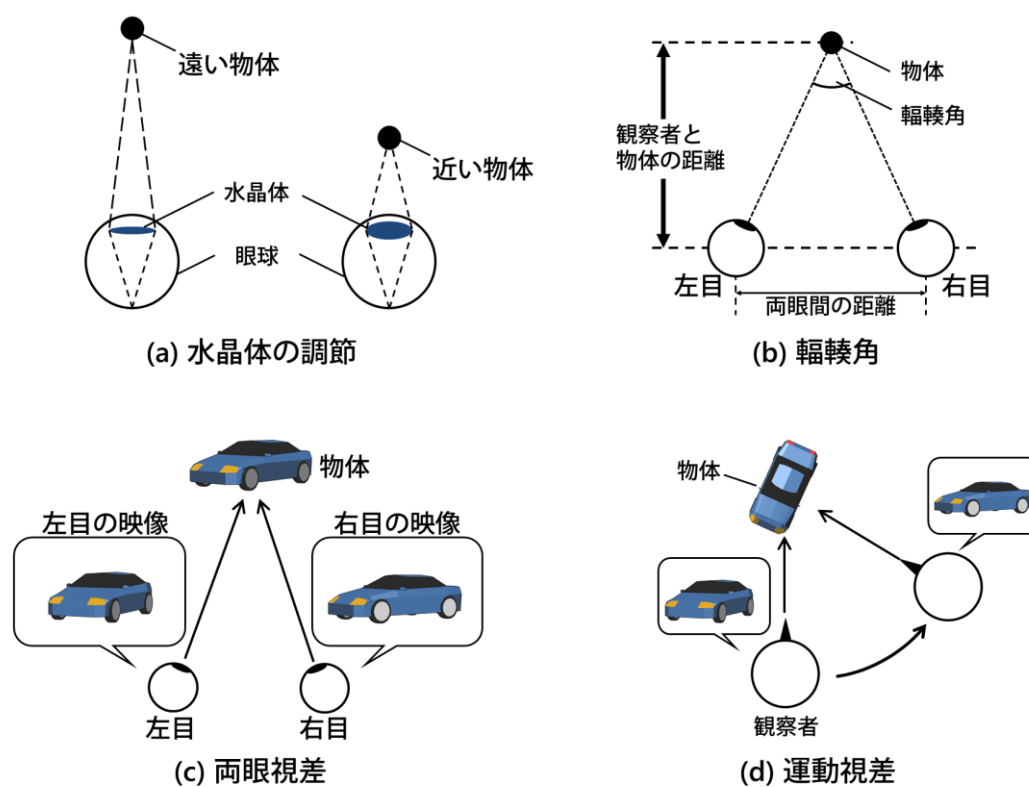 遠い物体
近い物体
水晶体
眼球
(a) 水晶体の調節
物体
輻輳角
観察者と
物体の距離
左目
右目
両眼間の距離
(b) 輻輳角
物体
左目の映像
右目の映像
左目
右目
(c) 両眼視差
物体
観察者
(d) 運動視差